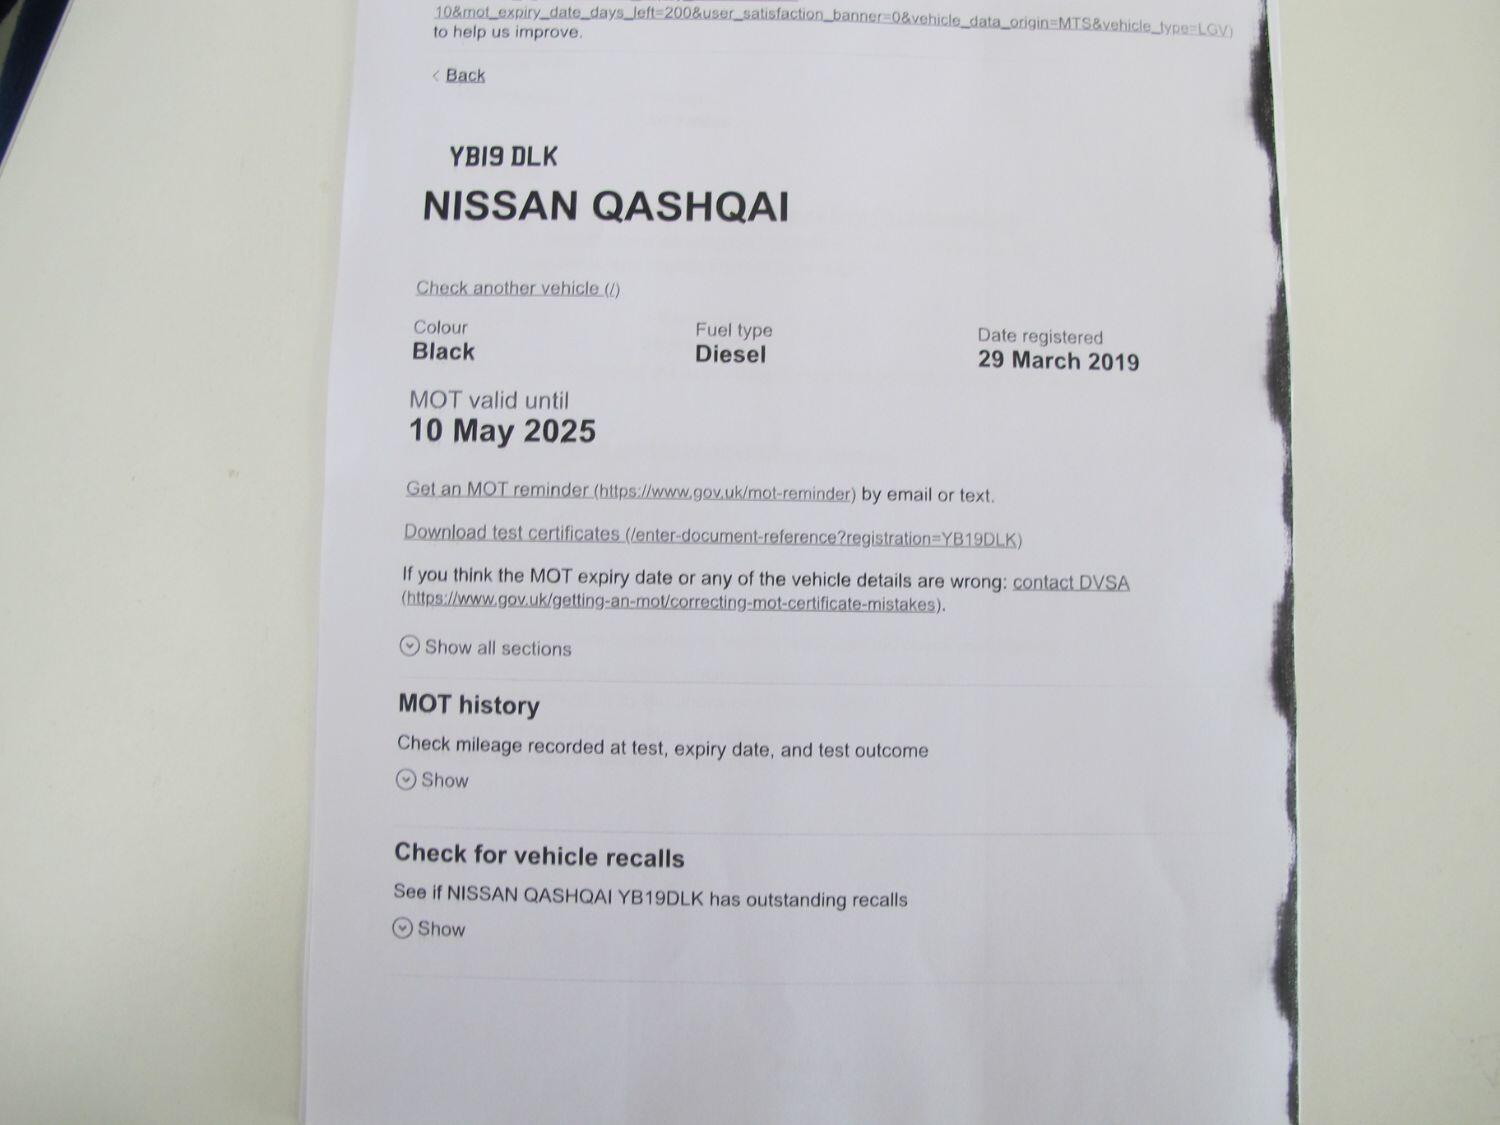 10&mot_expiry_date_days_left=200&user_satisfaction_banner=0&vehicle_data_origin=MTS&vehicle_type=LGV)
to help us improve.
Back
YB19 DLK
NISSAN QASHQAI
Check another vehicle (/)
Colour
Black
Fuel type
Diesel
Date registered
29 March 2019
MOT valid until
10 May 2025
Get an MOT reminder (https://www.gov.uk/mot-reminder) by email or text.
Download test certificates (/enter-document-reference?registration=YB19DLK)
If you think the MOT expiry date or any of the vehicle details are wrong: contact DVSA
(https://www.gov.uk/getting-an-mot/correcting-mot-certificate-mistakes).
Show all sections
MOT history
Check mileage recorded at test, expiry date, and test outcome
Show
Check for vehicle recalls
See if NISSAN QASHQAI YB19DLK has outstanding recalls
Show